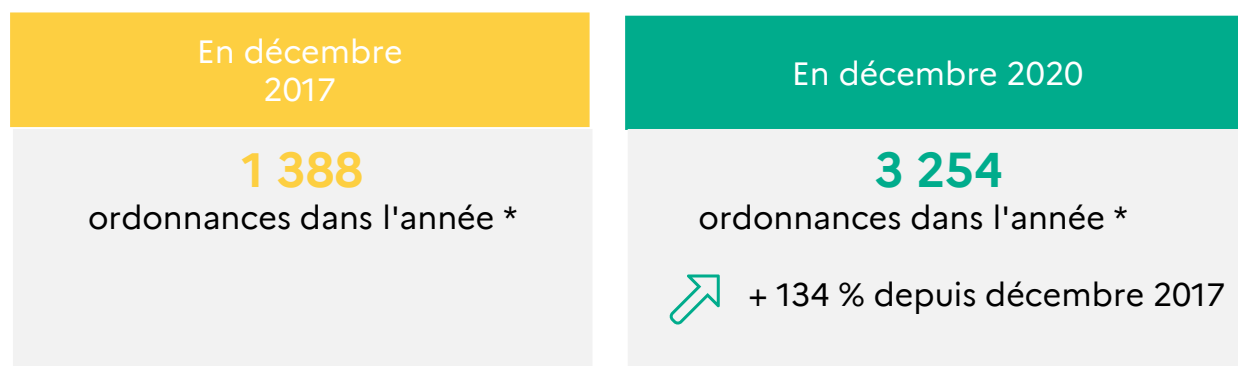 En décembre
2017
1 388
ordonnances dans l'année *
En décembre 2020
3 254
ordonnances dans l'année *
+ 134 % depuis décembre 2017